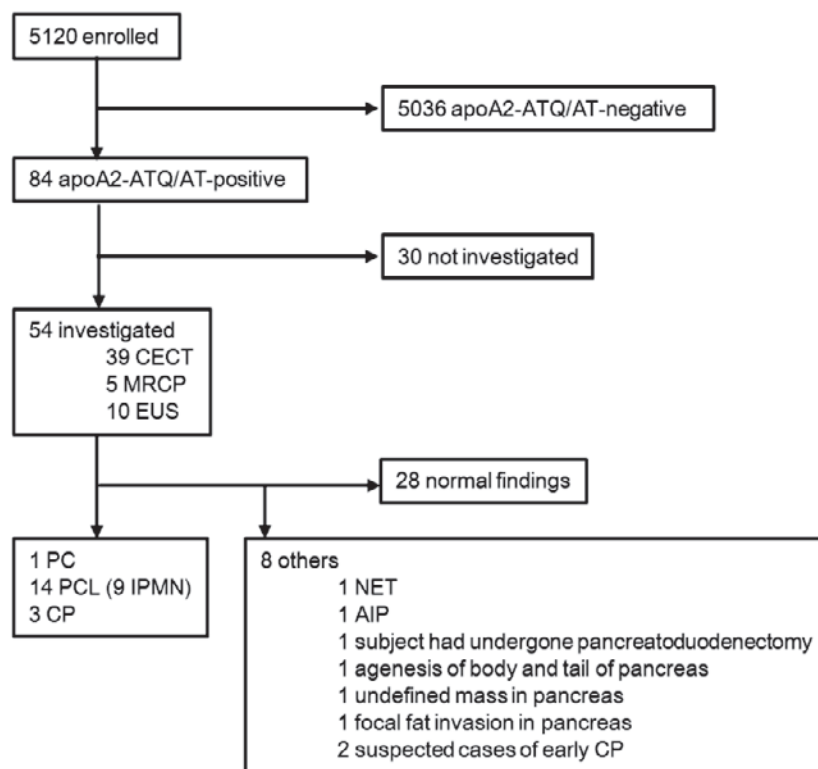 5120 enrolled
5036 apoA2-ATQ/AT-negative
84 apoA2-ATQ/AT-positive
30 not investigated
54 investigated
39 CECT
5 MRCP
10 EUS
28 normal findings
1 PC
14 PCL (9 IPMN)
3 CP
8 others
1 NET
1 AIP
1 subject had undergone pancreatoduodenectomy
1 agenesis of body and tail of pancreas
1 undefined mass in pancreas
1 focal fat invasion in pancreas
2 suspected cases of early CP